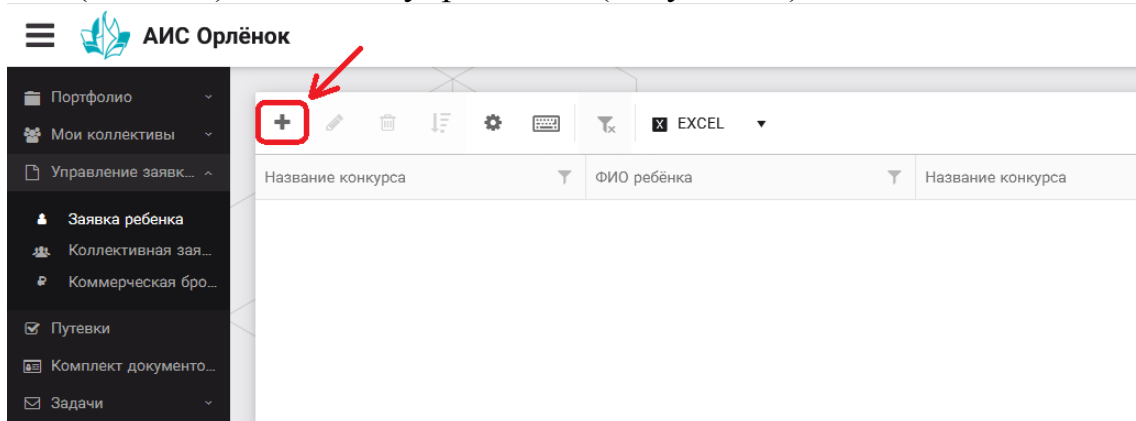 АИС Орлёнок
Портфолио
Мои коллективы
Управление заявк...
Заявка ребенка
Коллективная зая...
Коммерческая бро...
Путевки
Комплект документо...
Задачи
EXCEL
Название конкурса
ФИО ребёнка
Название конкурса